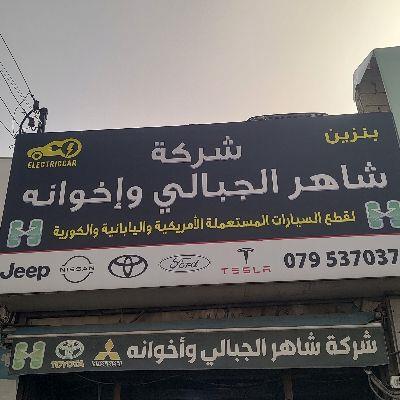 ELECTRICCAR
بنزين
شركة
شاهر الجبالي وإخوانه
لقطع السيارات المستعملة الأمريكية واليابانية والكورية
Jeep NISSAN Ford TESLA 079 537037
شركة شاهر الجبالي وأخوانه
TOYOTA